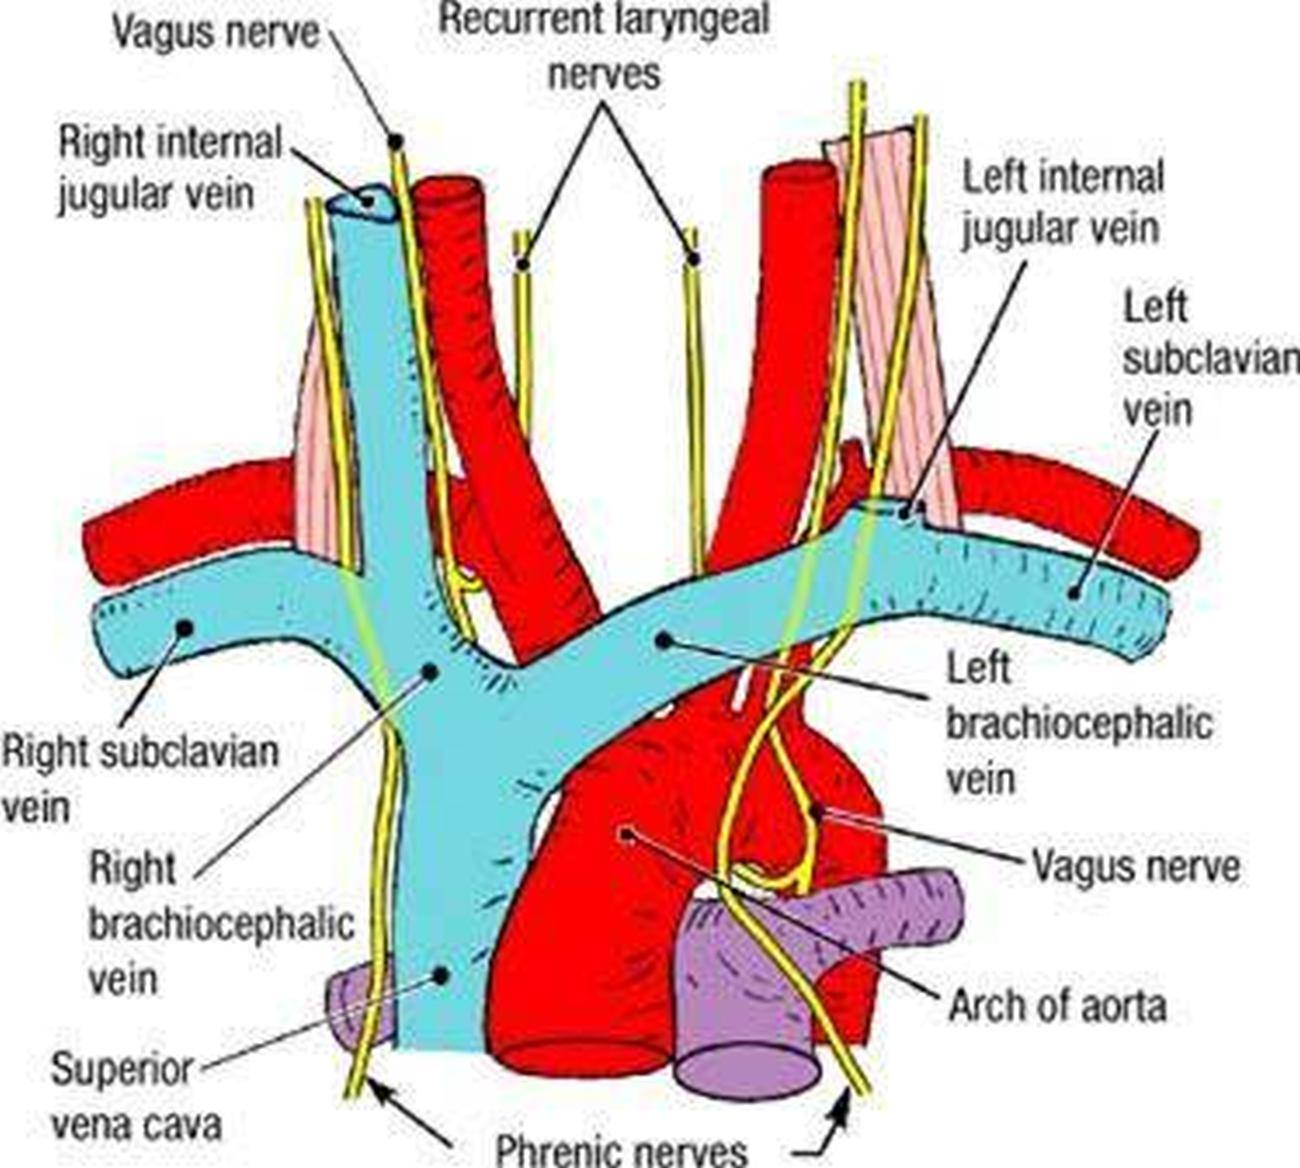 Vagus nerve
Recurrent laryngeal
nerves
Right internal
jugular vein
Left internal
jugular vein
Left
subclavian
vein
Right subclavian
vein
Left
brachiocephalic
vein
Right
brachiocephalic
vein
Vagus nerve
Arch of aorta
Superior
vena cava
Phrenic nerves